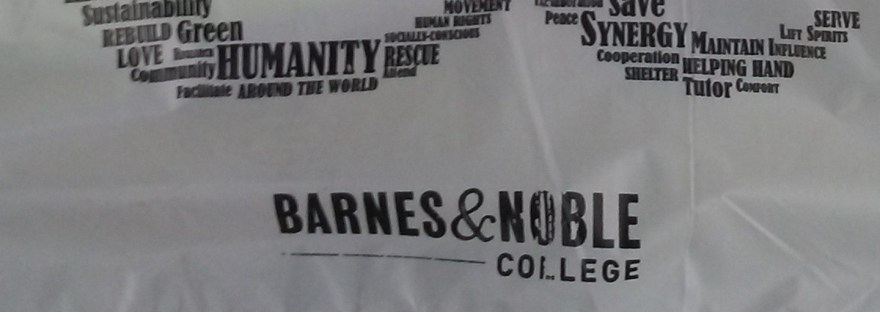 Sustainability
REBUILD Green
LOVE
Community HUMANITY RESCUE
Facilitate AROUND THE WORLD
MOVEMENT
HUMAN RIGHTS
SOCIALLY-CONSCIOUS
Attend
Peace Save
SYNERGY MAINTAIN INFLUENCE
LIFT SPIRITS
SERVE
Cooperation HELPING HAND
SHELTER Tutor COMFORT
BARNES & NOBLE
COLLEGE